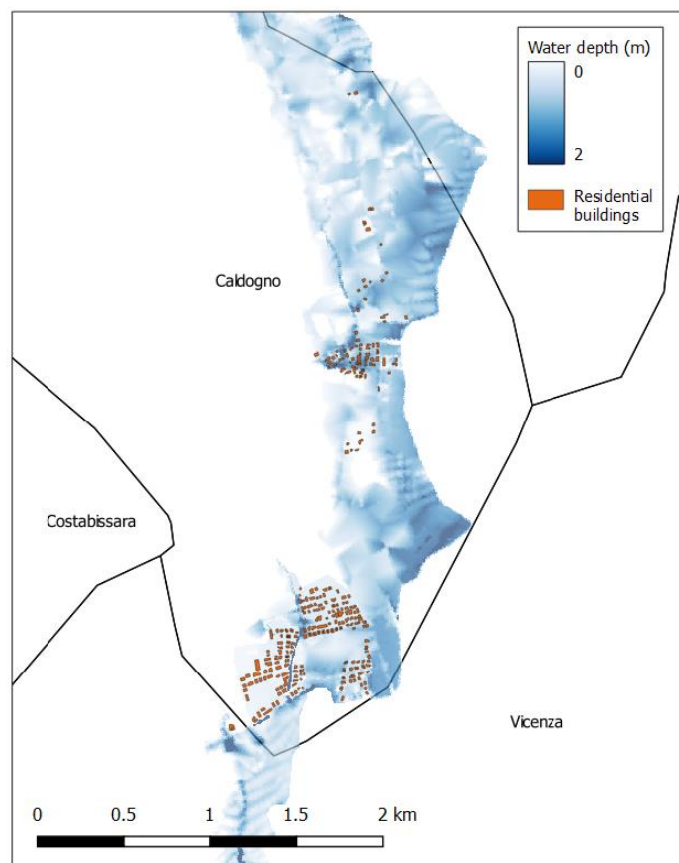 Water depth (m)
0
2
Residential
buildings
Caldogno
Costabissara
Vicenza
0 0.5 1 1.5 2 km